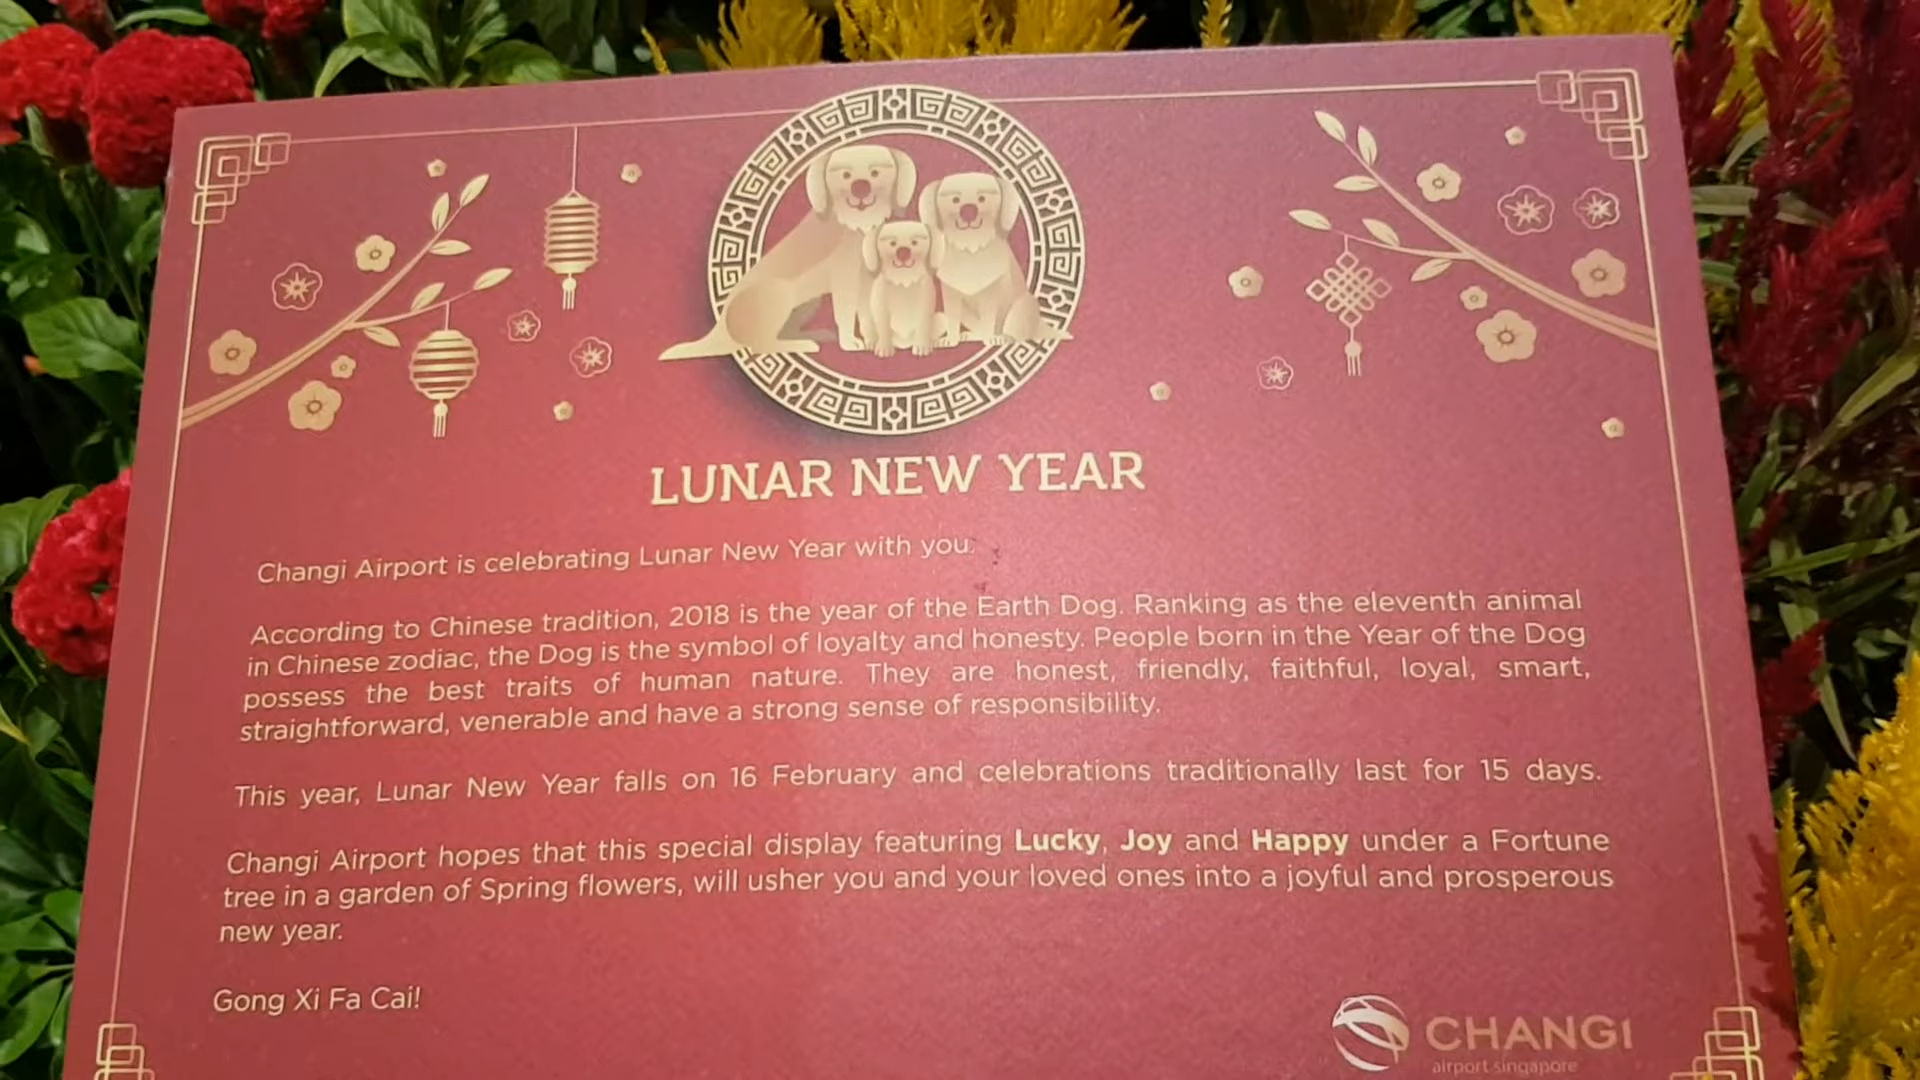 LUNAR NEW YEAR
Changi Airport is celebrating Lunar New Year with you.
According to Chinese tradition, 2018 is the year of the Earth Dog. Ranking as the eleventh animal
in Chinese zodiac, the Dog is the symbol of loyalty and honesty. People born in the Year of the Dog
possess the best traits of human nature. They are honest, friendly, faithful, loyal, smart,
straightforward, venerable and have a strong sense of responsibility.
This year, Lunar New Year falls on 16 February and celebrations traditionally last for 15 days.
Changi Airport hopes that this special display featuring Lucky, Joy and Happy under a Fortune
tree in a garden of Spring flowers, will usher you and your loved ones into a joyful and prosperous
new year.
Gong Xi Fa Cai!
CHANGI
airport singapore